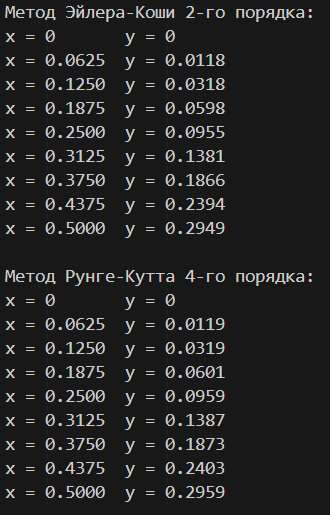 Метод Эйлера-Коши 2-го порядка:
x = 0 y = 0
x = 0.0625 y = 0.0118
x = 0.1250 y = 0.0318
x = 0.1875 y = 0.0598
x = 0.2500 y = 0.0955
x = 0.3125 y = 0.1381
x = 0.3750 y = 0.1866
x = 0.4375 y = 0.2394
x = 0.5000 y = 0.2949
Метод Рунге-Кутта 4-го порядка:
x = 0 y = 0
x = 0.0625 y = 0.0119
x = 0.1250 y = 0.0319
x = 0.1875 y = 0.0601
x = 0.2500 y = 0.0959
x = 0.3125 y = 0.1387
x = 0.3750 y = 0.1873
x = 0.4375 y = 0.2403
x = 0.5000 y = 0.2959